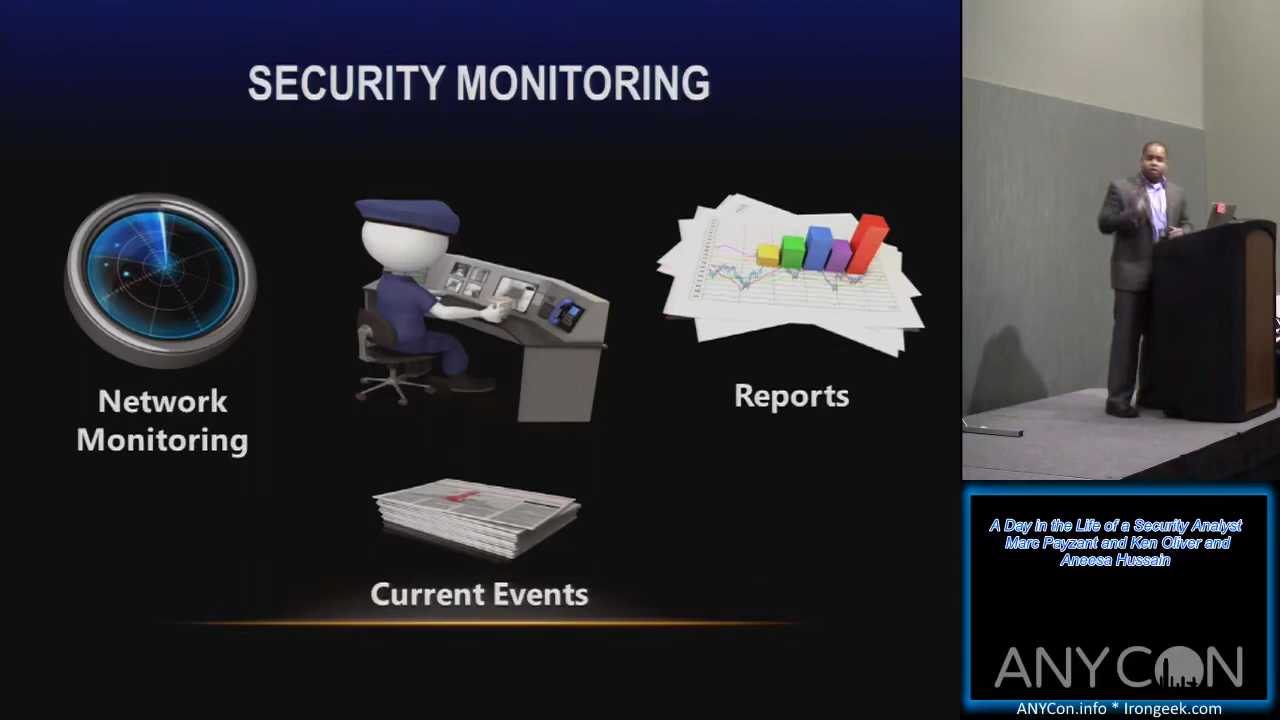 SECURITY MONITORING
Network
Monitoring
Reports
Current Events
A Day in the Life of a Security Analyst
Marc Payzant and Ken Oliver and
Aneesa Hussain
ANYCON
ANYCon.info * Irongeek.com